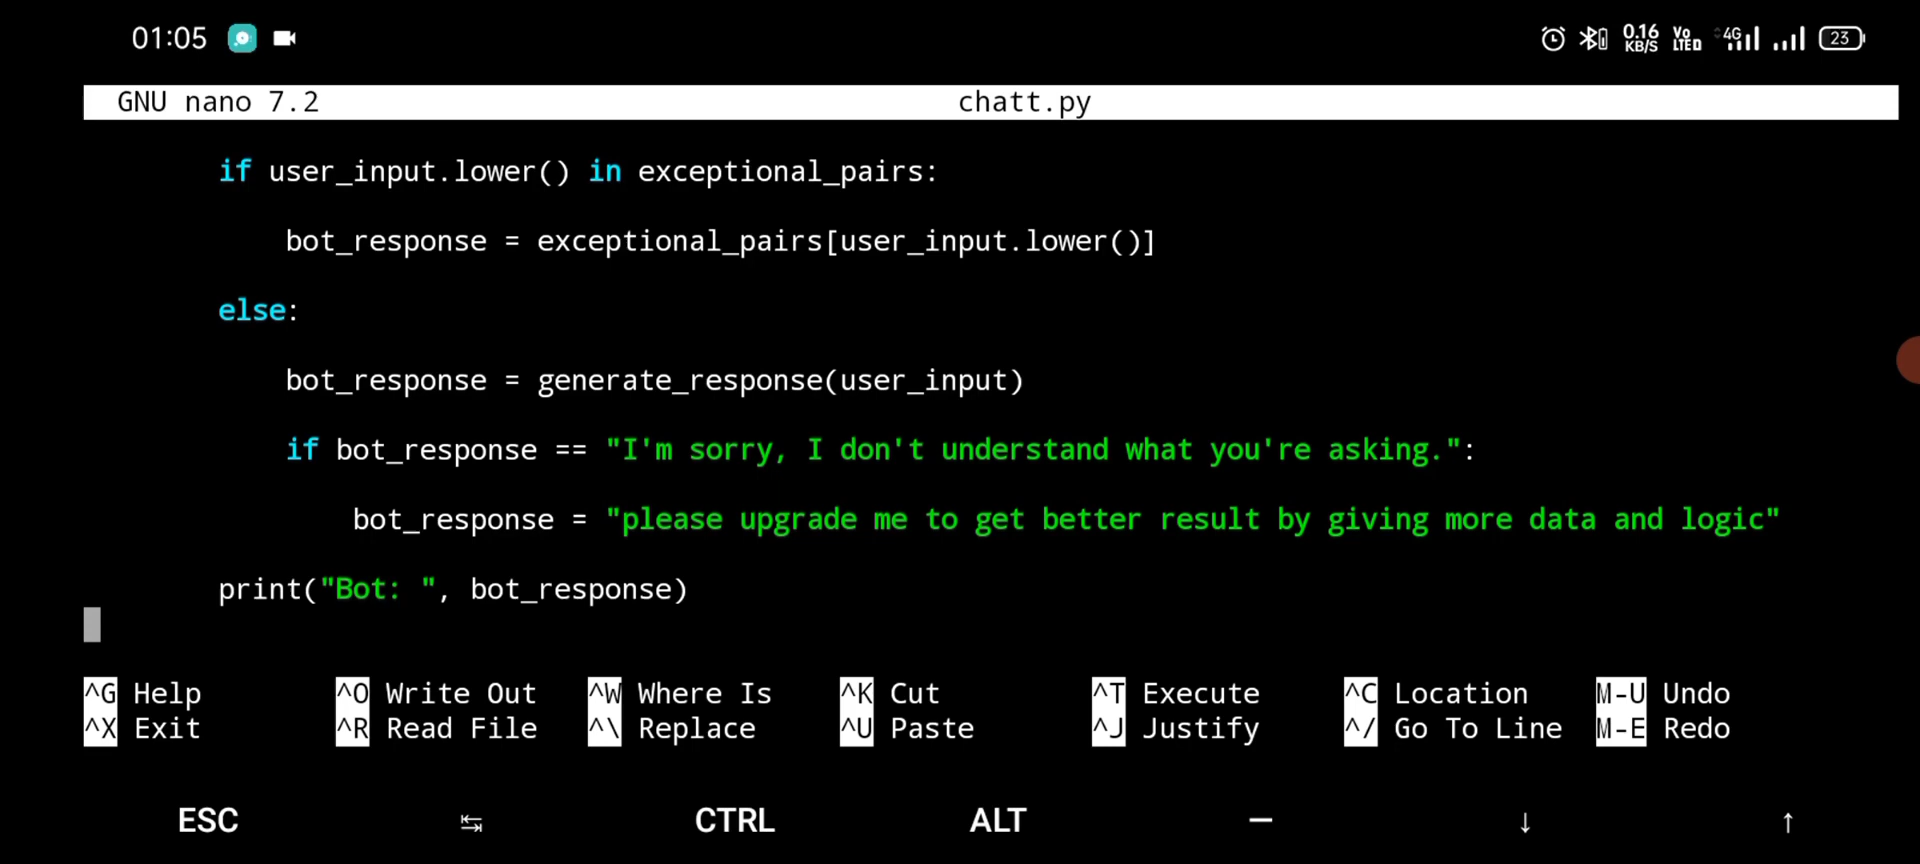 01:05 0.16 KB/S Vo LTE D 4G 23
GNU nano 7.2 chatt.py
if user_input.lower() in exceptional_pairs:
bot_response = exceptional_pairs[user_input.lower()]
else:
bot_response = generate_response(user_input)
if bot_response == "I'm sorry, I don't understand what you're asking.":
bot_response = "please upgrade me to get better result by giving more data and logic"
print("Bot: ", bot_response)
^G Help ^O Write Out ^W Where Is ^K Cut ^T Execute ^C Location M-U Undo
^X Exit ^R Read File ^\ Replace ^U Paste ^J Justify ^/ Go To Line M-E Redo
ESC ↹ CTRL ALT — ↓ ↑